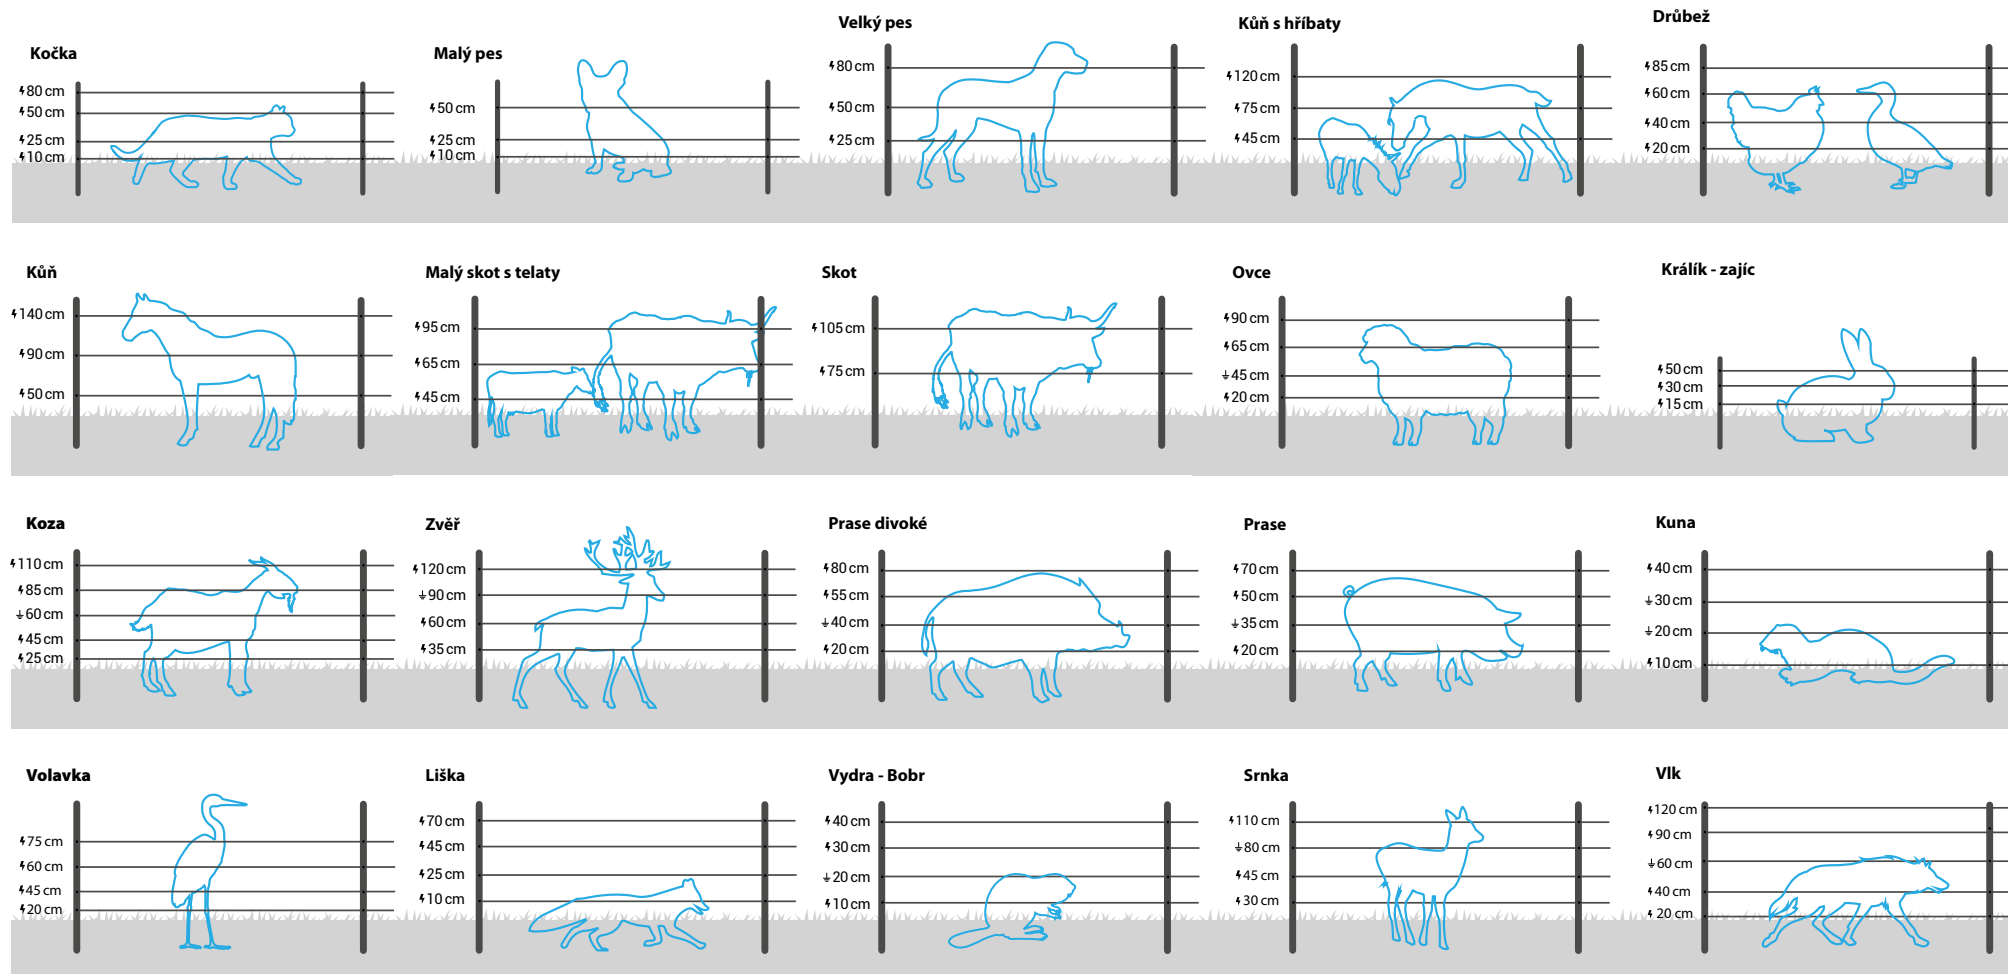 Kočka
80 cm
50 cm
25 cm
10 cm
Malý pes
50 cm
25 cm
10 cm
Velký pes
80 cm
50 cm
25 cm
Kůň s hříbaty
120 cm
75 cm
45 cm
Drůbež
85 cm
60 cm
40 cm
20 cm
Kůň
140 cm
90 cm
50 cm
Malý skot s telaty
95 cm
65 cm
45 cm
Skot
105 cm
75 cm
Ovce
90 cm
65 cm
45 cm
20 cm
Králík - zajíc
50 cm
30 cm
15 cm
Koza
110 cm
85 cm
60 cm
45 cm
25 cm
Zvěř
120 cm
90 cm
60 cm
35 cm
Prase divoké
80 cm
55 cm
40 cm
20 cm
Prase
70 cm
50 cm
35 cm
20 cm
Kuna
40 cm
30 cm
20 cm
10 cm
Volavka
75 cm
60 cm
45 cm
20 cm
Liška
70 cm
45 cm
25 cm
10 cm
Vydra - Bobr
40 cm
30 cm
20 cm
10 cm
Srnka
110 cm
80 cm
45 cm
30 cm
Vlk
120 cm
90 cm
60 cm
40 cm
20 cm